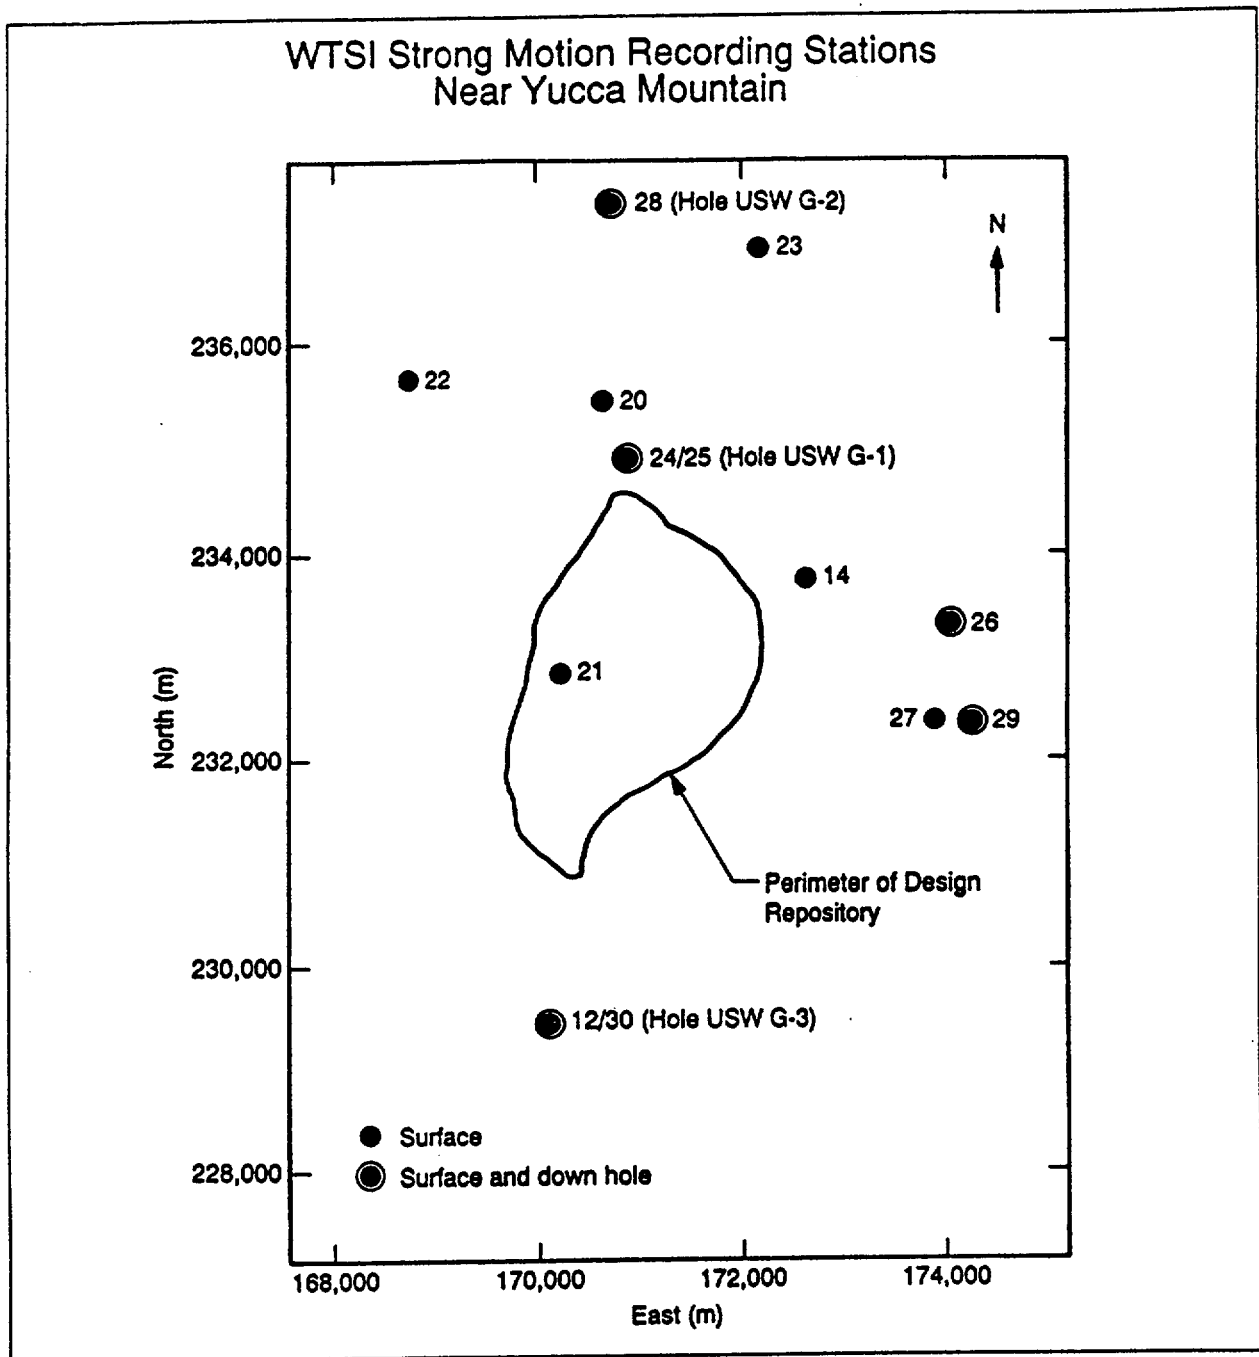 WTSI Strong Motion Recording Stations
Near Yucca Mountain
28 (Hole USW G-2)
23
N
236,000
22
20
24/25 (Hole USW G-1)
234,000
14
26
21
27
29
North (m)
232,000
Perimeter of Design
Repository
230,000
12/30 (Hole USW G-3)
Surface
228,000
Surface and down hole
168,000
170,000
172,000
174,000
East (m)